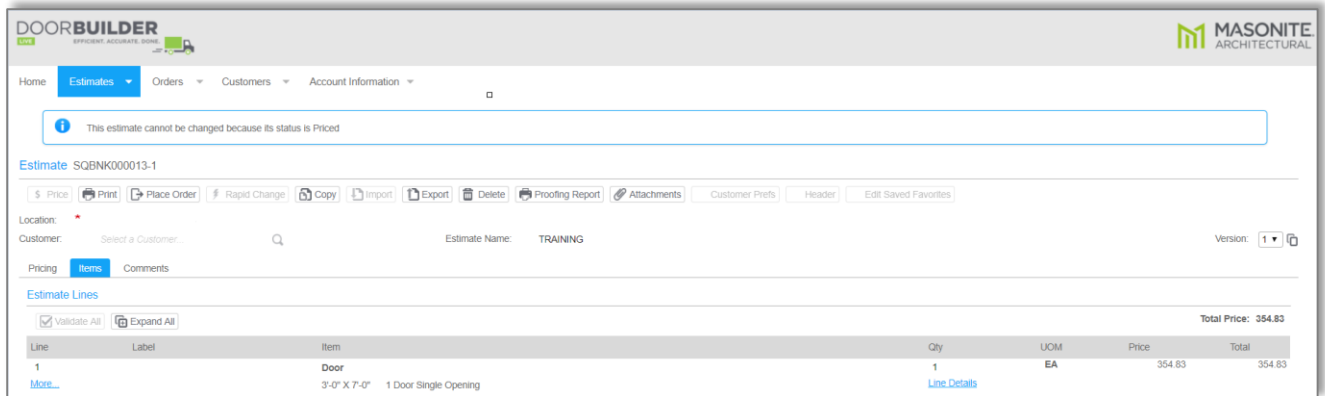 DOORBUILDER
LIVE EFFICIENT. ACCURATE. DONE.
MASONITE.
ARCHITECTURAL
Home Estimates Orders Customers Account Information
This estimate cannot be changed because its status is Priced
Estimate SQBNK000013-1
$ Price Print Place Order Rapid Change Copy Import Export Delete Proofing Report Attachments Customer Prefs Header Edit Saved Favorites
Location: *
Customer: Select a Customer... Estimate Name: TRAINING Version: 1
Pricing Items Comments
Estimate Lines
Validate All Expand All Total Price: 354.83
Line Label Item Qty UOM Price Total
1 Door 1 EA 354.83 354.83
More... 3'-0" X 7'-0" 1 Door Single Opening Line Details